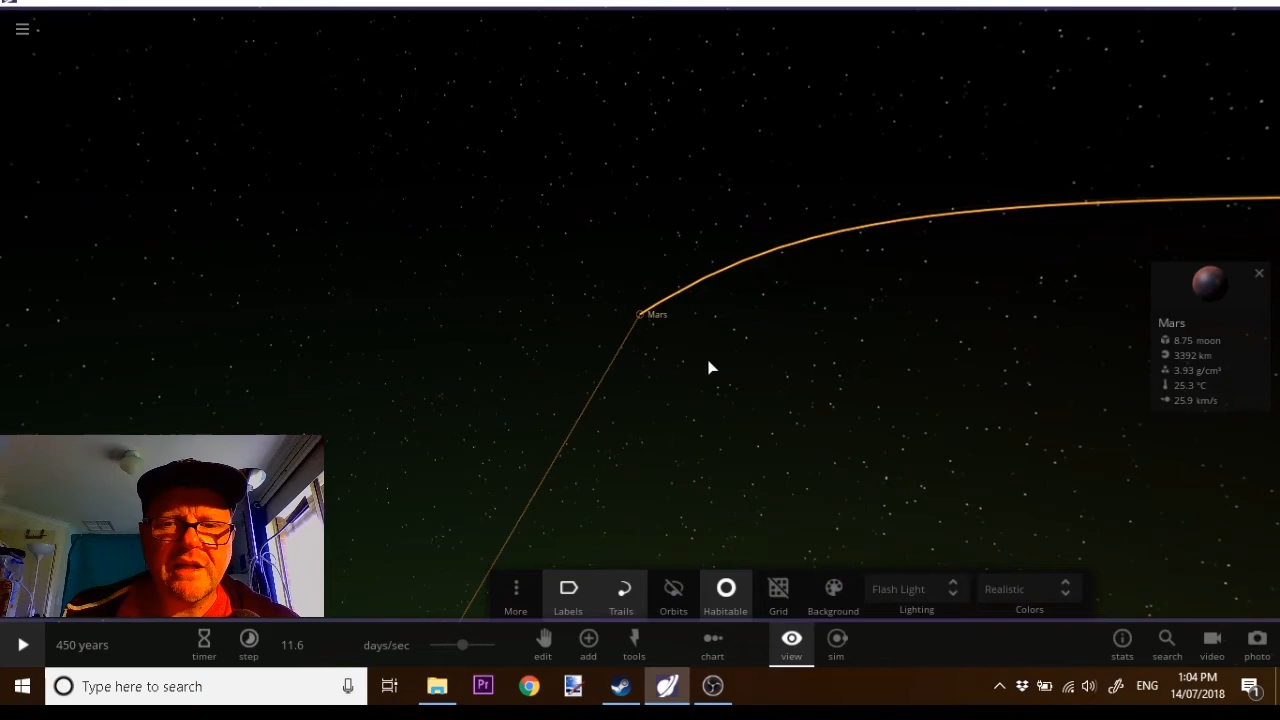 Mars
Mars
8.75 moon
3392 km
3.93 g/cm³
25.3 °C
25.9 km/s
More
Labels
Trails
Orbits
Habitable
Grid
Background
Flash Light
Lighting
Realistic
Colors
450 years
timer
step
11.6
days/sec
edit
add
tools
chart
view
sim
stats
search
video
photo
Type here to search
Pr
ENG
1:04 PM
14/07/2018
1